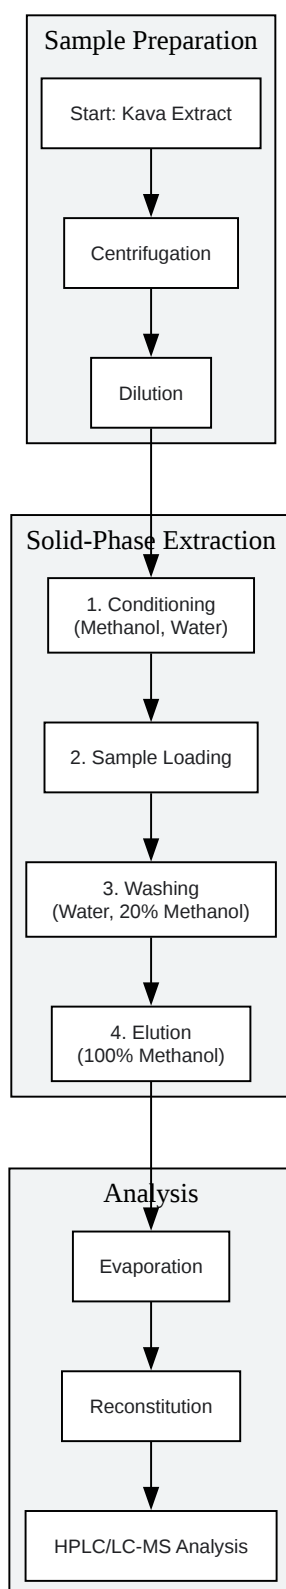 Sample Preparation
Start: Kava Extract
Centrifugation
Dilution
Solid-Phase Extraction
1. Conditioning
(Methanol, Water)
2. Sample Loading
3. Washing
(Water, 20% Methanol)
4. Elution
(100% Methanol)
Analysis
Evaporation
Reconstitution
HPLC/LC-MS Analysis